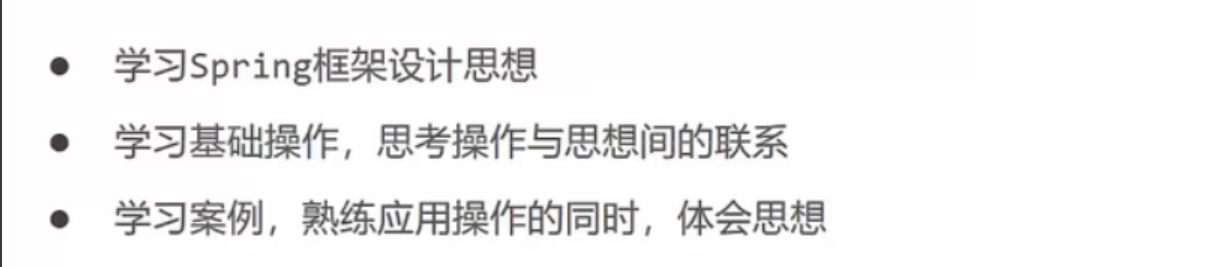 ● 学习Spring框架设计思想
● 学习基础操作，思考操作与思想间的联系
● 学习案例，熟练应用操作的同时，体会思想